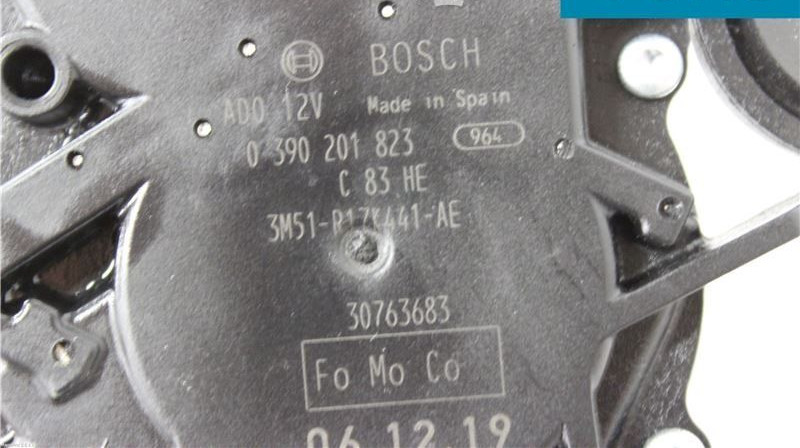 BOSCH
ADO 12V Made in Spain
0 390 201 823 964
C 83 HE
3M51-R17K441-AE
30763683
Fo Mo Co
06.12.19